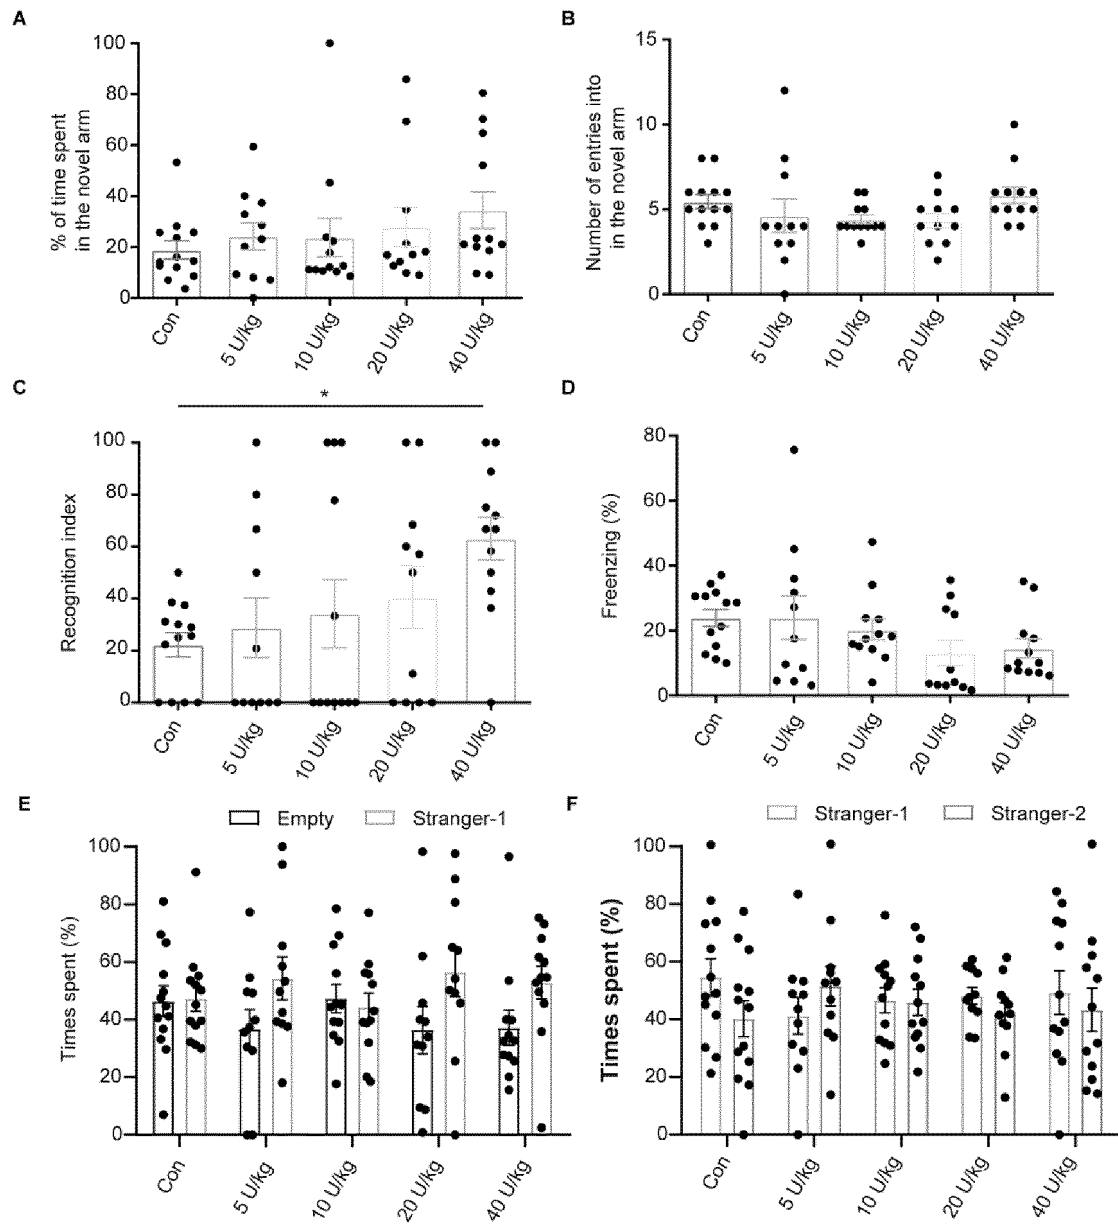 A
% of time spent
in the novel arm
100
80
60
40
20
0
Con
5 U/kg
10 U/kg
20 U/kg
40 U/kg
B
Number of entries into
in the novel arm
15
10
5
0
Con
5 U/kg
10 U/kg
20 U/kg
40 U/kg
C
*
Recognition index
100
80
60
40
20
0
Con
5 U/kg
10 U/kg
20 U/kg
40 U/kg
D
Freenzing (%)
80
60
40
20
0
Con
5 U/kg
10 U/kg
20 U/kg
40 U/kg
E
Empty
Stranger-1
Times spent (%)
100
80
60
40
20
0
Con
5 U/kg
10 U/kg
20 U/kg
40 U/kg
F
Stranger-1
Stranger-2
Times spent (%)
100
80
60
40
20
0
Con
5 U/kg
10 U/kg
20 U/kg
40 U/kg